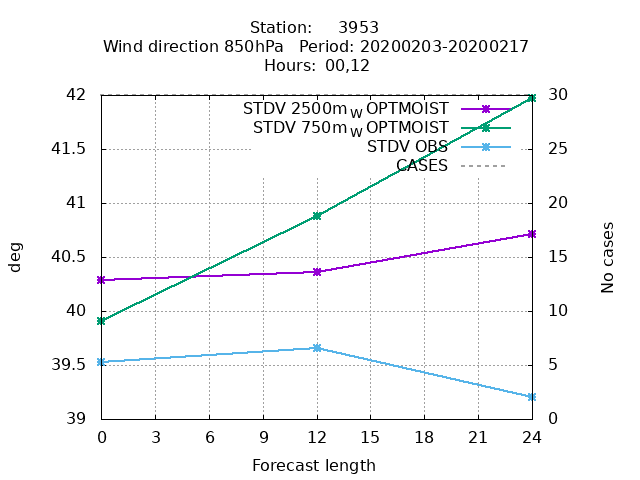 Station: 3953
Wind direction 850hPa Period: 20200203-20200217
Hours: 00,12
STDV 2500m_W OPTMOIST
STDV 750m_W OPTMOIST
STDV OBS
CASES
42
41.5
41
40.5
40
39.5
39
30
25
20
15
10
5
0
deg
No cases
0 3 6 9 12 15 18 21 24
Forecast length